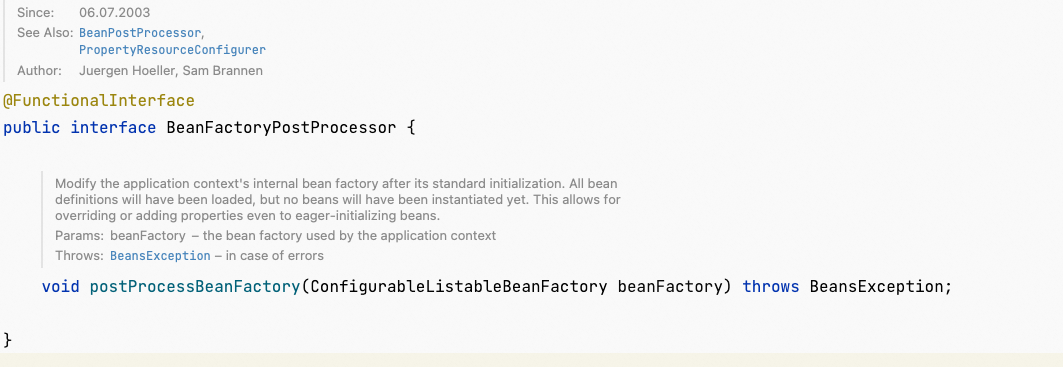 Since: 06.07.2003
See Also: BeanPostProcessor,
PropertyResourceConfigurer
Author: Juergen Hoeller, Sam Brannen
@FunctionalInterface
public interface BeanFactoryPostProcessor {
Modify the application context's internal bean factory after its standard initialization. All bean
definitions will have been loaded, but no beans will have been instantiated yet. This allows for
overriding or adding properties even to eager-initializing beans.
Params: beanFactory – the bean factory used by the application context
Throws: BeansException – in case of errors
void postProcessBeanFactory(ConfigurableListableBeanFactory beanFactory) throws BeansException;
}